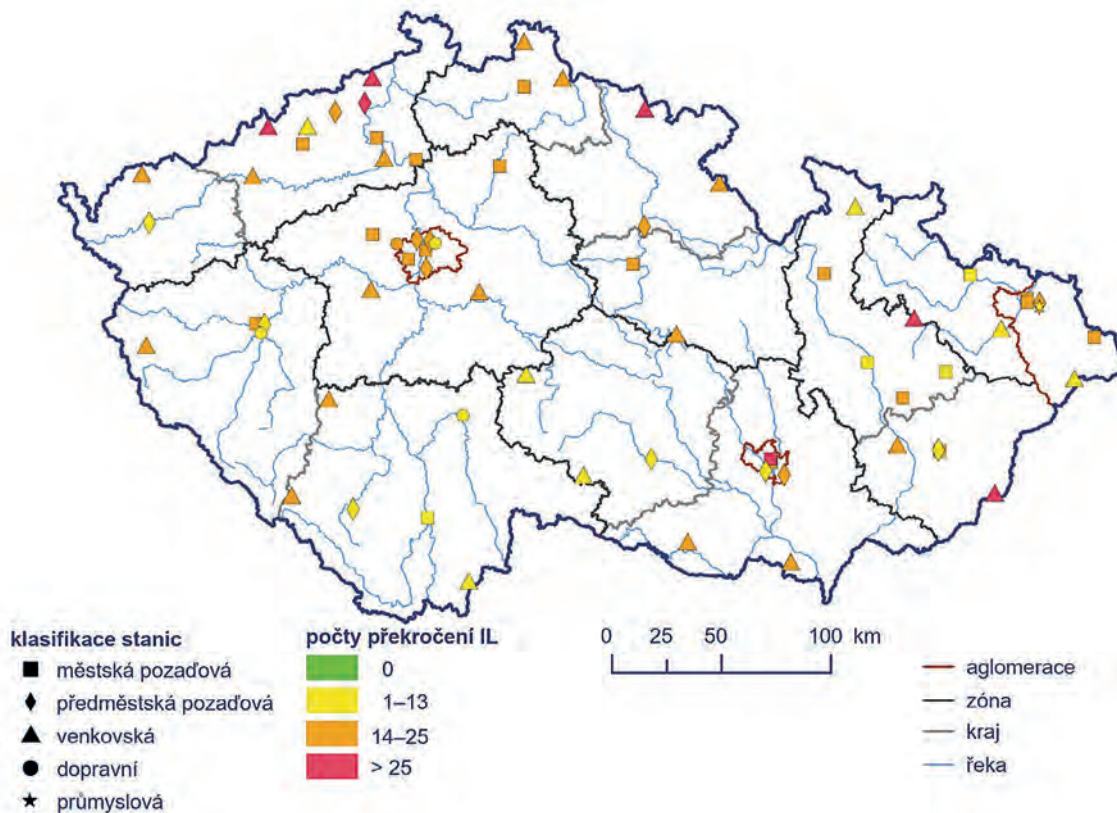 klasifikace stanic
městská pozaďová
předměstská pozaďová
venkovská
dopravní
průmyslová
počty překročení IL
0
1–13
14–25
> 25
0 25 50 100 km
aglomerace
zóna
kraj
řeka